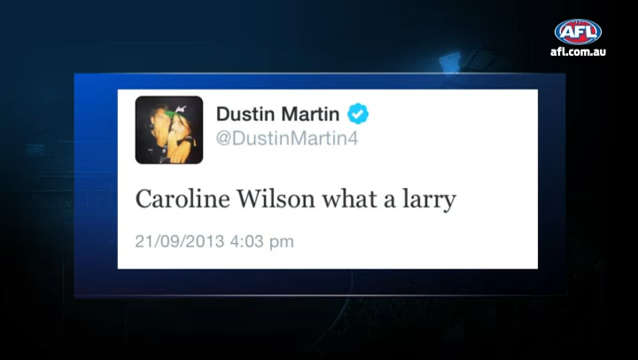 AFL
afl.com.au
Dustin Martin
@DustinMartin4
Caroline Wilson what a larry
21/09/2013 4:03 pm